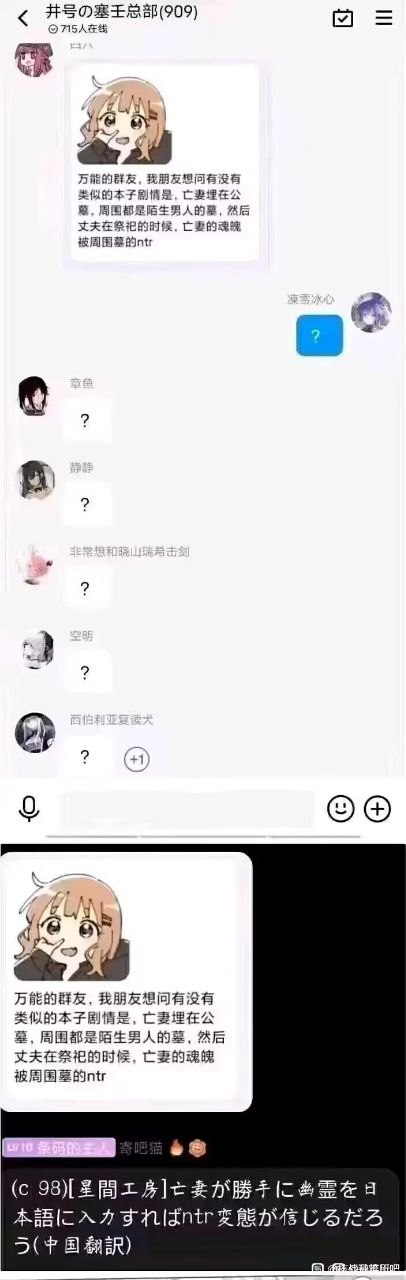 井号の塞壬总部(909)
715人在线
万能的群友，我朋友想问有没有
类似的本子剧情是，亡妻埋在公
墓，周围都是陌生男人的墓，然后
丈夫在祭祀的时候，亡妻的魂魄
被周围墓的ntr
凍雪冰心
?
章鱼
?
静静
?
非常想和晓山瑞希击剑
?
空明
?
西伯利亚复读犬
?
+1
万能的群友，我朋友想问有没有
类似的本子剧情是，亡妻埋在公
墓，周围都是陌生男人的墓，然后
丈夫在祭祀的时候，亡妻的魂魄
被周围墓的ntr
LV10 条码的主人 寄吧猫
(c 98)[星間工房]亡妻が勝手に幽霊を日
本語に入力すればntr変態が信じるだろ
う(中国翻訳)